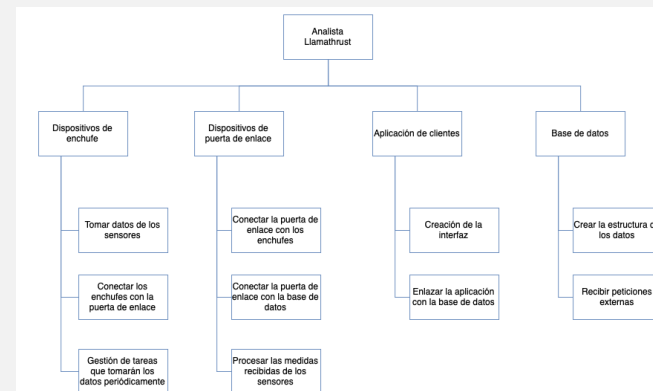 Analista
Llamathrust
Dispositivos de
enchufe
Dispositivos de
puerta de enlace
Aplicación de clientes
Base de datos
Tomar datos de los
sensores
Conectar la puerta de
enlace con los
enchufes
Creación de la
interfaz
Crear la estructura
los datos
Conectar los
enchufes con la
puerta de enlace
Conectar la puerta de
enlace con la base de
datos
Enlazar la aplicación
con la base de datos
Recibir peticiones
externas
Gestión de tareas
que tomarán los
datos periódicamente
Procesar las medidas
recibidas de los
sensores